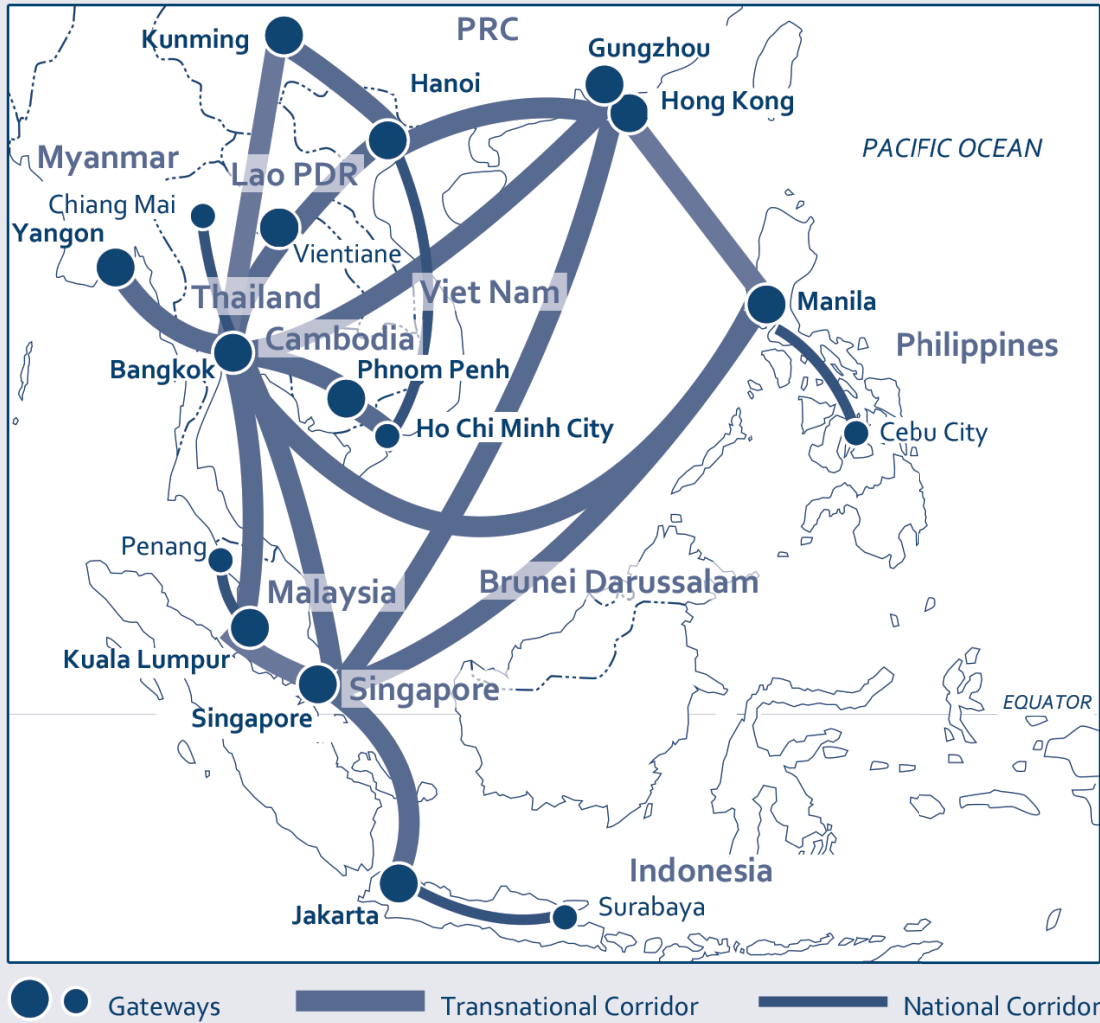 PRC
Kunming
Gungzhou
Hanoi
Hong Kong
PACIFIC OCEAN
Myanmar
Lao PDR
Chiang Mai
Yangon
Vientiane
Thailand
Viet Nam
Manila
Cambodia
Philippines
Bangkok
Phnom Penh
Ho Chi Minh City
Cebu City
Penang
Malaysia
Brunei Darussalam
Kuala Lumpur
Singapore
EQUATOR
Singapore
Indonesia
Jakarta
Surabaya
Gateways
Transnational Corridor
National Corridor